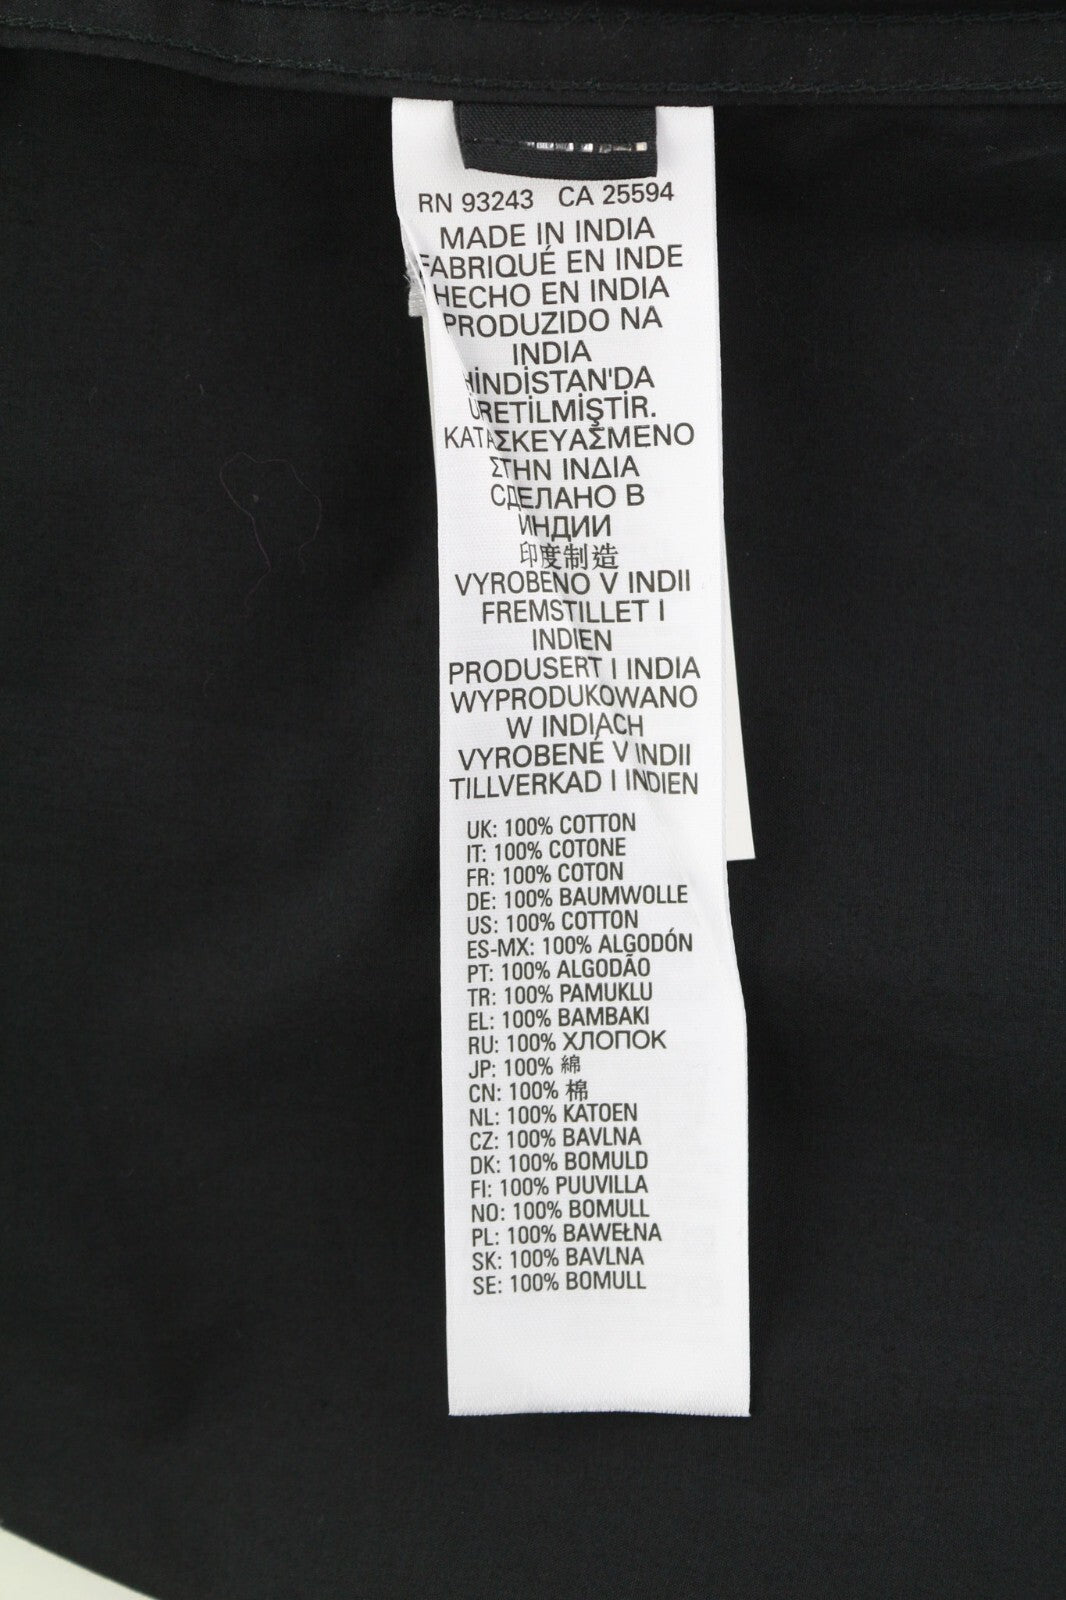 RN 93243 CA 25594
MADE IN INDIA
FABRIQUÉ EN INDE
HECHO EN INDIA
PRODUZIDO NA
INDIA
HİNDİSTAN'DA
ÜRETİLMİŞTİR.
ΚΑΤΑΣΚΕΥΑΣΜΕΝΟ
ΣΤΗΝ ΙΝΔΙΑ
СДЕЛАНО В
ИНДИИ
印度制造
VYROBENO V INDII
FREMSTILLET I
INDIEN
PRODUSERT I INDIA
WYPRODUKOWANO
W INDIACH
VYROBENÉ V INDII
TILLVERKAD I INDIEN
UK: 100% COTTON
IT: 100% COTONE
FR: 100% COTON
DE: 100% BAUMWOLLE
US: 100% COTTON
ES-MX: 100% ALGODÓN
PT: 100% ALGODÃO
TR: 100% PAMUKLU
EL: 100% ΒΑΜΒΑΚΙ
RU: 100% ХЛОПОК
JP: 100% 綿
CN: 100% 棉
NL: 100% KATOEN
CZ: 100% BAVLNA
DK: 100% BOMULD
FI: 100% PUUVILLA
NO: 100% BOMULL
PL: 100% BAWEŁNA
SK: 100% BAVLNA
SE: 100% BOMULL